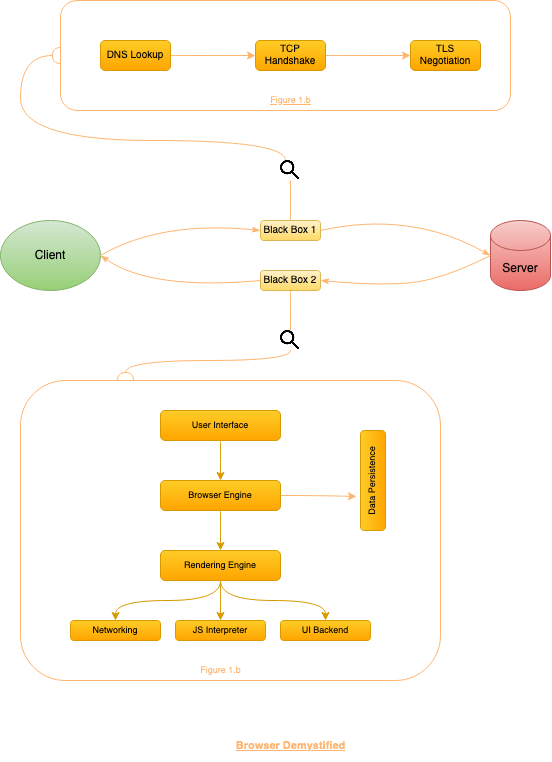 DNS Lookup
TCP
Handshake
TLS
Negotiation
Figure 1.b
Black Box 1
Client
Server
Black Box 2
User Interface
Data Persistence
Browser Engine
Rendering Engine
Networking
JS Interpreter
UI Backend
Figure 1.b
Browser Demystified